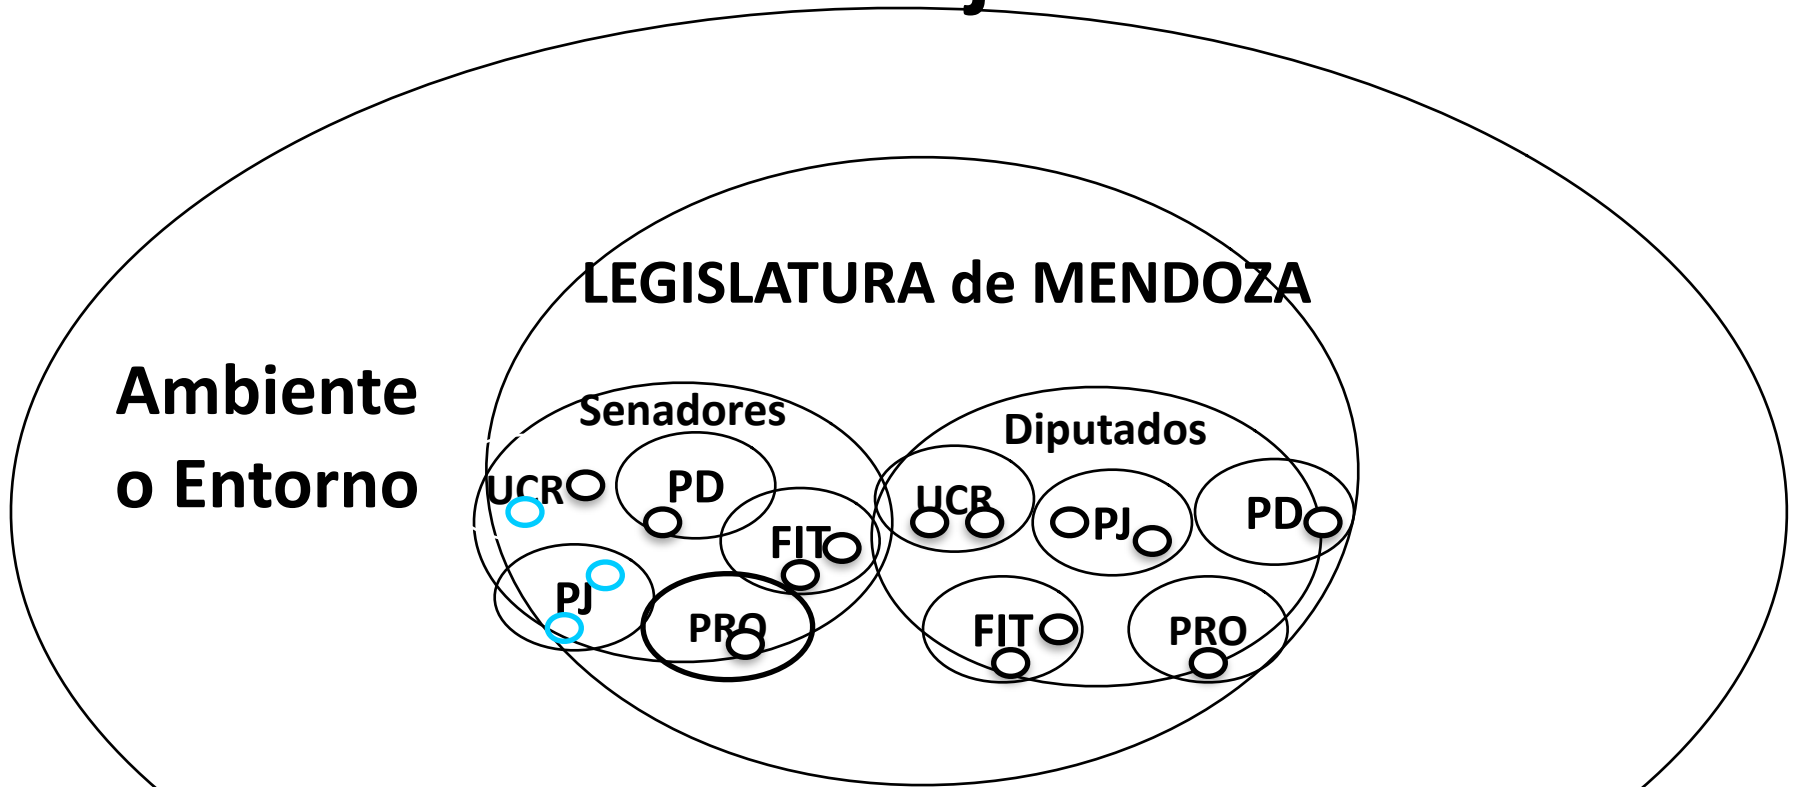 LEGISLATURA de MENDOZA
Ambiente
o Entorno
Senadores
Diputados
UCR
PD
FIT
PJ
PRO
UCR
PJ
PD
FIT
PRO